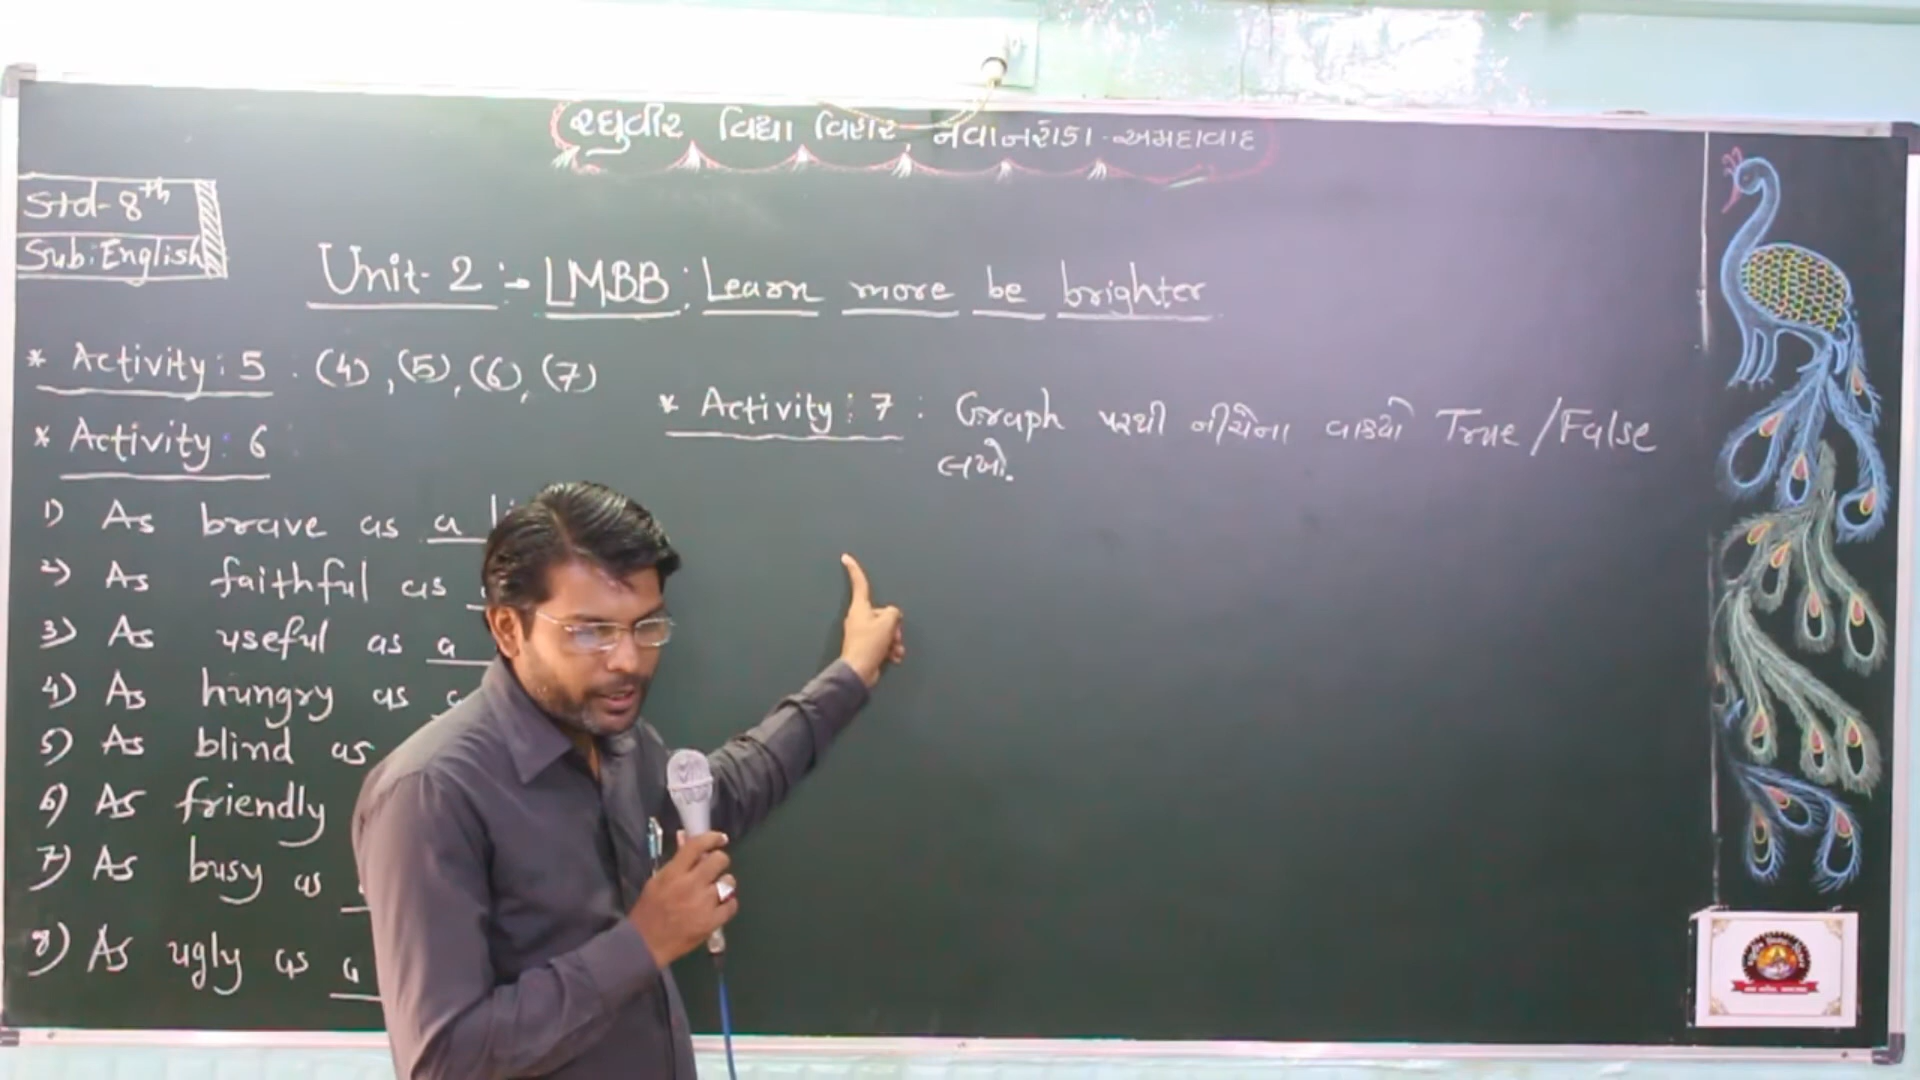 રઘુવીર વિદ્યા વિહાર, નવાનરોડા-અમદાવાદ
Std-8th
Sub:English
Unit-2 :- LMBB: Learn more be brighter
* Activity: 5 : (4), (5), (6), (7)
* Activity: 6
1) As brave as a
2) As faithful as
3) As useful as a
4) As hungry as
5) As blind as
6) As friendly
7) As busy as
8) As ugly as a
* Activity: 7 : Graph પરથી નીચેના વાક્યો True/False
લખો.